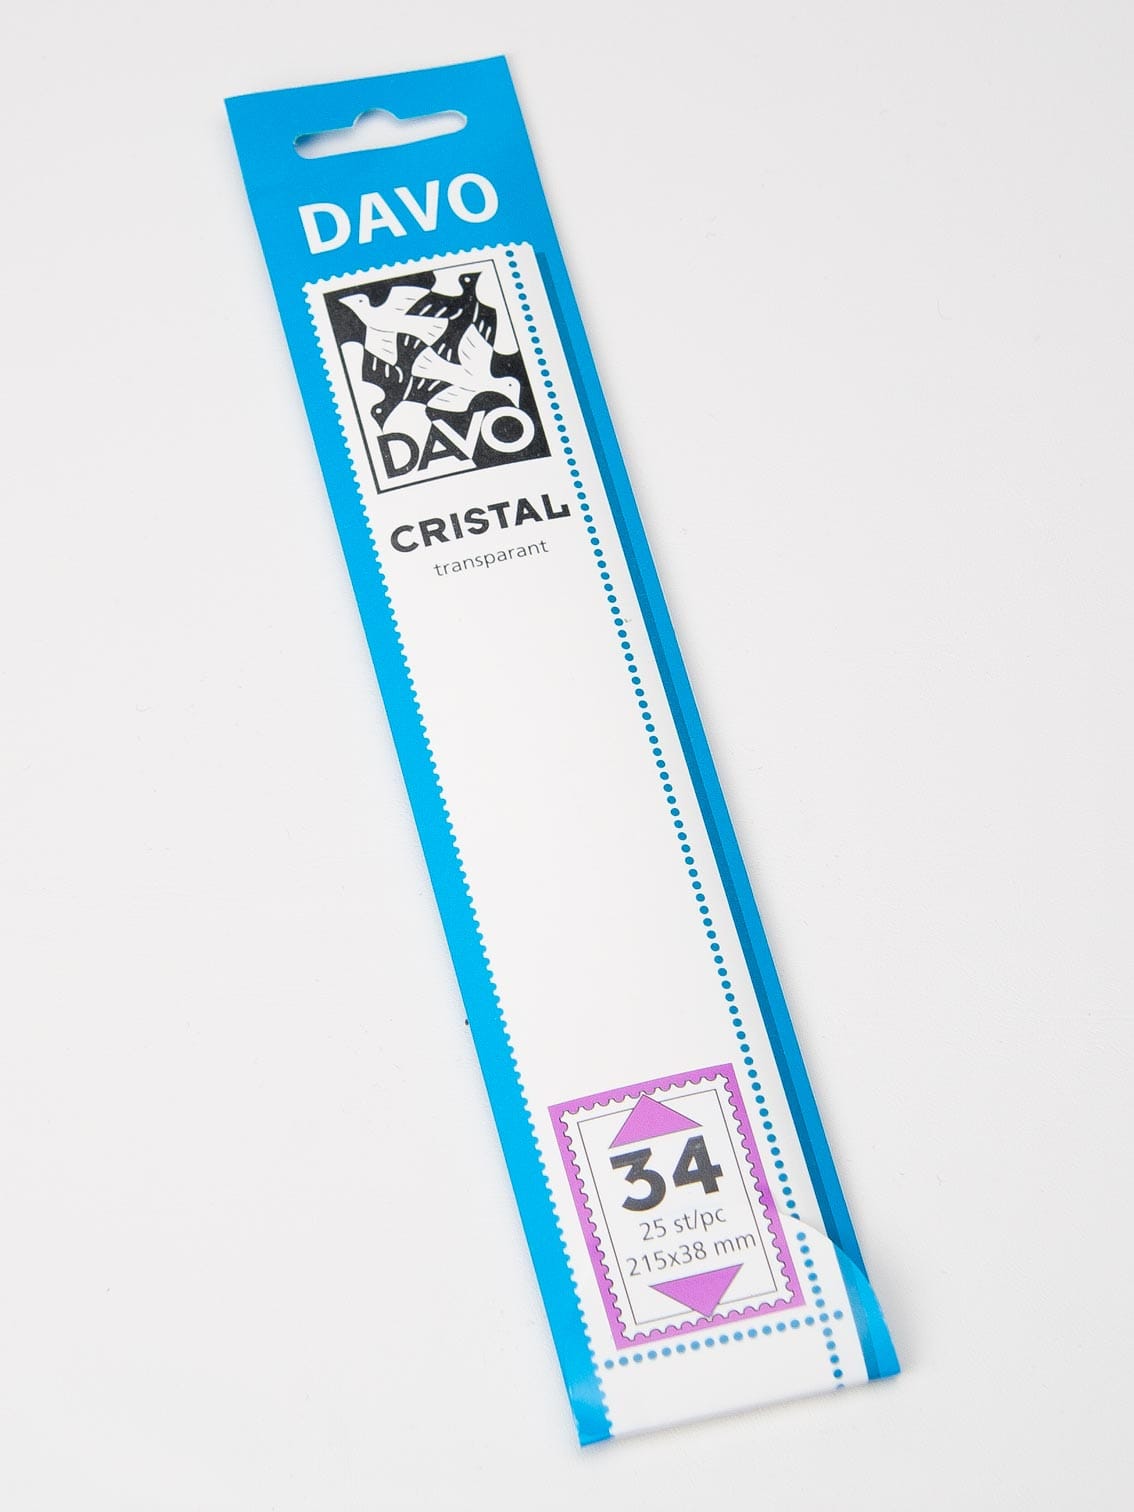 DAVO
DAVO
CRISTAL
transparant
34
25 st/pc
215x38 mm